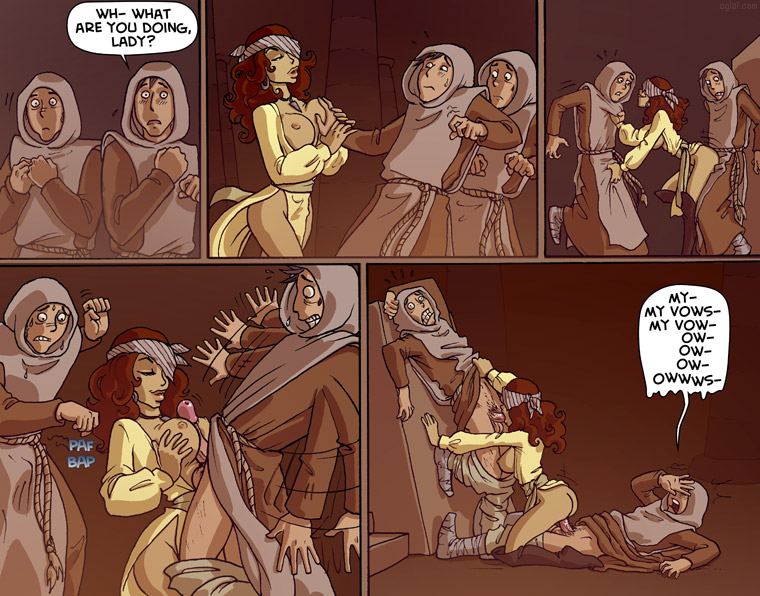 oglaf.com
WH- WHAT
ARE YOU DOING,
LADY?
PAF
BAP
MY-
MY VOWS-
MY VOW-
OW-
OW-
OW-
OWWWS-